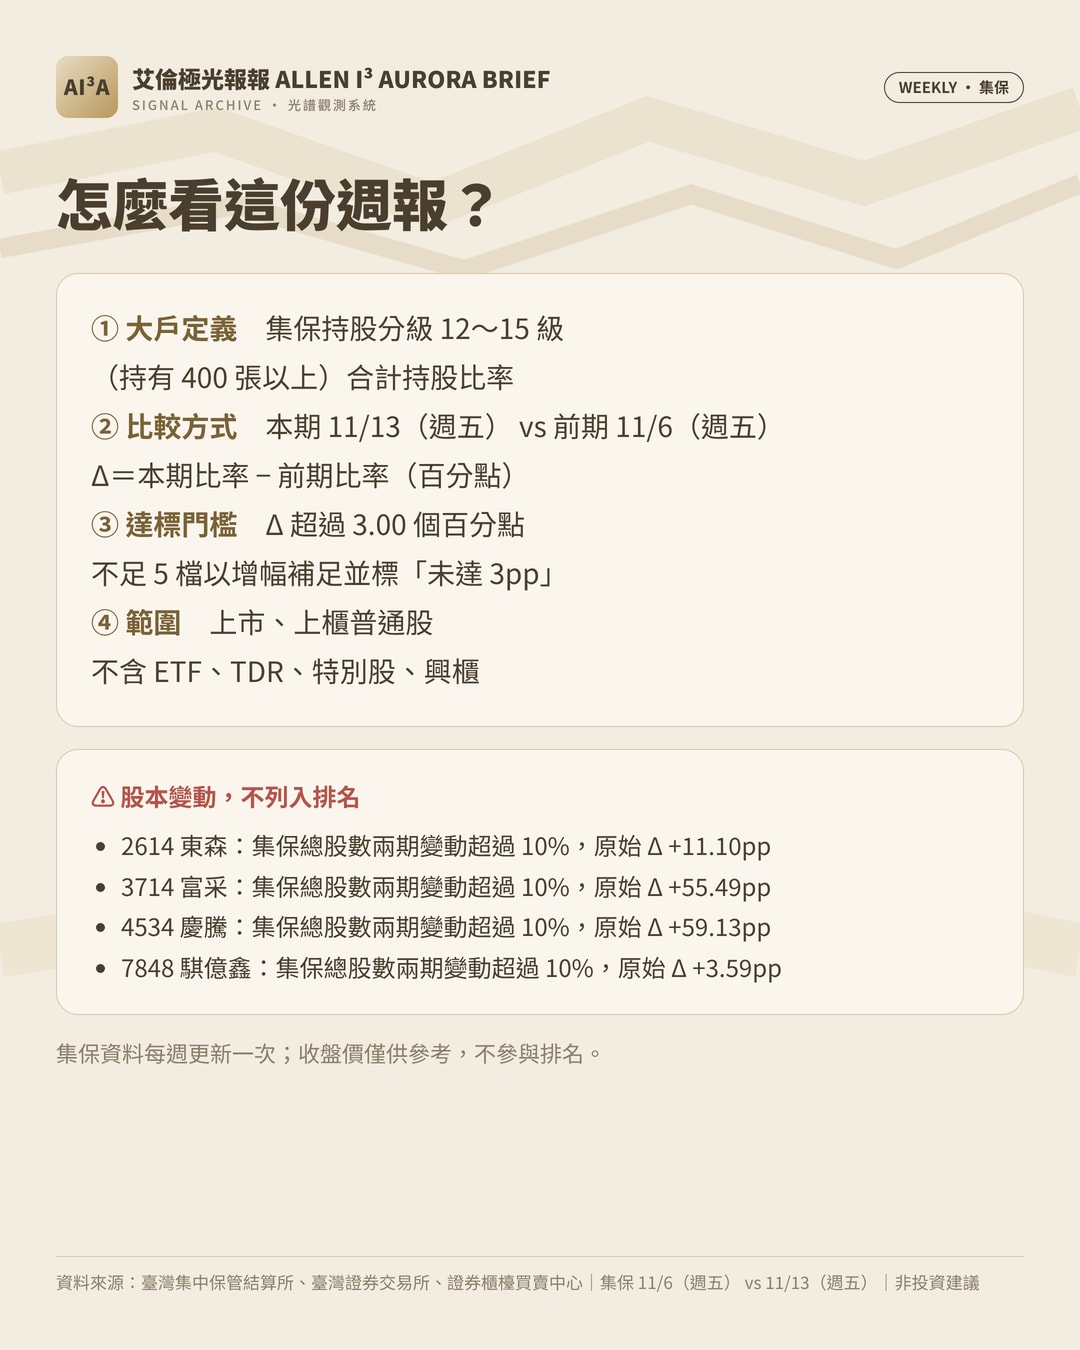 AI³A
艾倫極光報報 ALLEN I³ AURORA BRIEF
SIGNAL ARCHIVE · 光譜觀測系統
WEEKLY · 集保
怎麼看這份週報？
① 大戶定義　集保持股分級 12～15 級
（持有 400 張以上）合計持股比率
② 比較方式　本期 11/13（週五） vs 前期 11/6（週五）
Δ＝本期比率 − 前期比率（百分點）
③ 達標門檻　Δ 超過 3.00 個百分點
不足 5 檔以增幅補足並標「未達 3pp」
④ 範圍　上市、上櫃普通股
不含 ETF、TDR、特別股、興櫃
⚠ 股本變動，不列入排名
• 2614 東森：集保總股數兩期變動超過 10%，原始 Δ +11.10pp
• 3714 富采：集保總股數兩期變動超過 10%，原始 Δ +55.49pp
• 4534 慶騰：集保總股數兩期變動超過 10%，原始 Δ +59.13pp
• 7848 騏億鑫：集保總股數兩期變動超過 10%，原始 Δ +3.59pp
集保資料每週更新一次；收盤價僅供參考，不參與排名。
資料來源：臺灣集中保管結算所、臺灣證券交易所、證券櫃檯買賣中心｜集保 11/6（週五） vs 11/13（週五）｜非投資建議